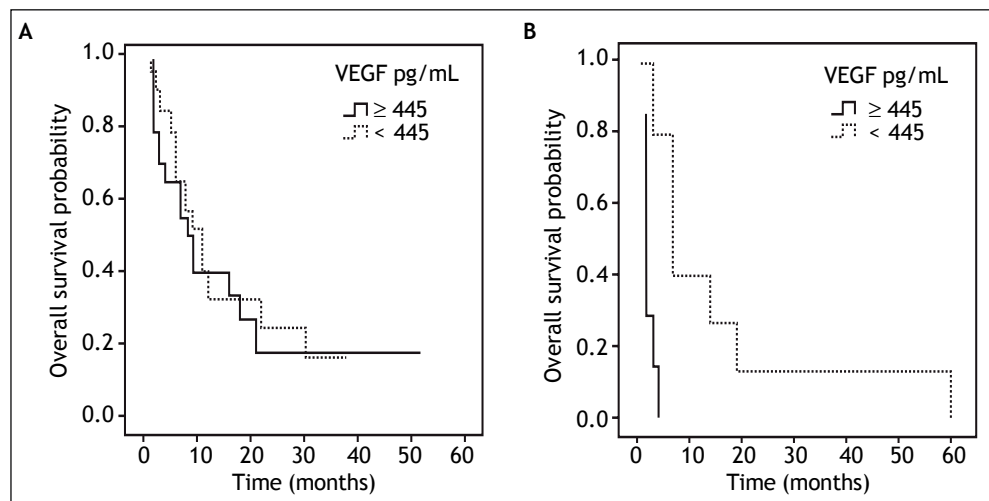 A
Overall survival probability
1.0
0.8
0.6
0.4
0.2
0.0
VEGF pg/mL
≥ 445
< 445
0 10 20 30 40 50 60
Time (months)
B
Overall survival probability
1.0
0.8
0.6
0.4
0.2
0.0
VEGF pg/mL
≥ 445
< 445
0 10 20 30 40 50 60
Time (months)